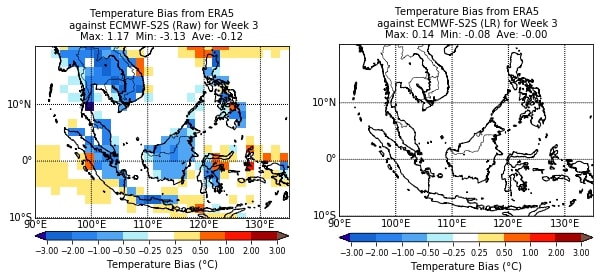 Temperature Bias from ERA5
against ECMWF-S2S (Raw) for Week 3
Max: 1.17 Min: -3.13 Ave: -0.12
10°N
0°
10°S
90°E 100°E 110°E 120°E 130°E
−3.00 −2.00 −1.00 −0.50 −0.25 0.25 0.50 1.00 2.00 3.00
Temperature Bias (°C)
Temperature Bias from ERA5
against ECMWF-S2S (LR) for Week 3
Max: 0.14 Min: -0.08 Ave: -0.00
10°N
0°
10°S
90°E 100°E 110°E 120°E 130°E
−3.00 −2.00 −1.00 −0.50 −0.25 0.25 0.50 1.00 2.00 3.00
Temperature Bias (°C)